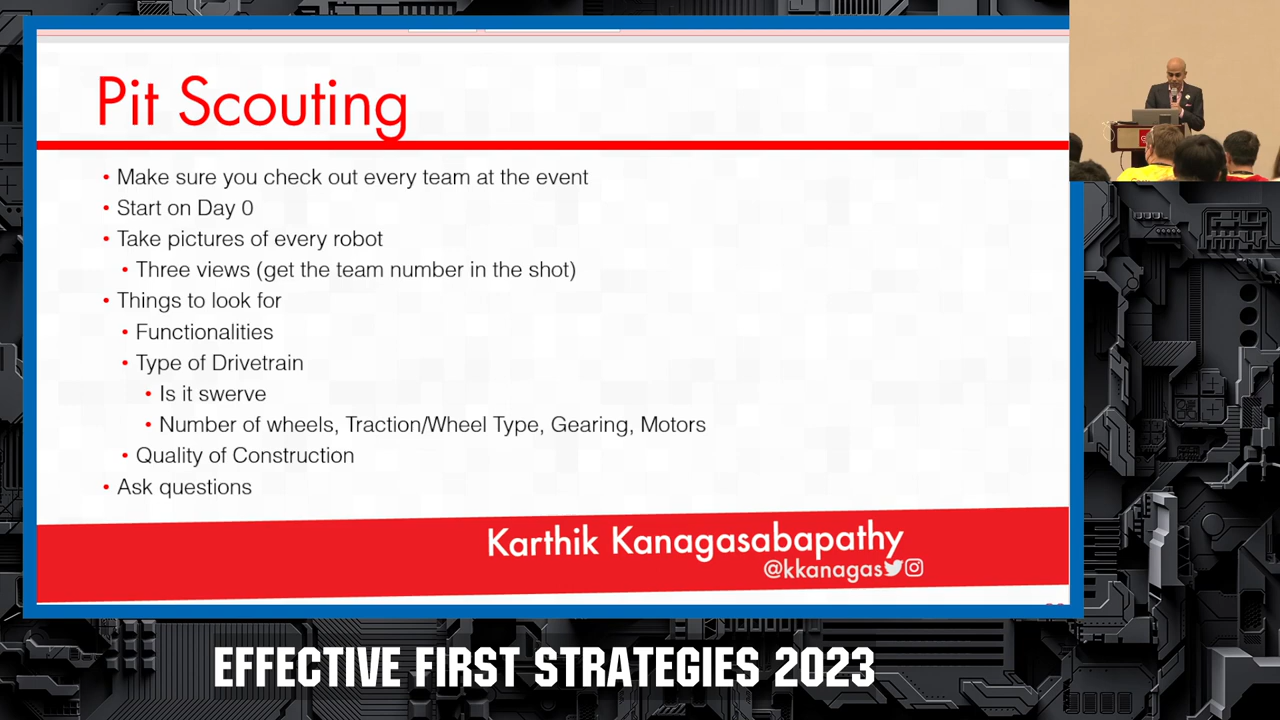 Pit Scouting
• Make sure you check out every team at the event
• Start on Day 0
• Take pictures of every robot
• Three views (get the team number in the shot)
• Things to look for
• Functionalities
• Type of Drivetrain
• Is it swerve
• Number of wheels, Traction/Wheel Type, Gearing, Motors
• Quality of Construction
• Ask questions
Karthik Kanagasabapathy
@kkanagas
EFFECTIVE FIRST STRATEGIES 2023